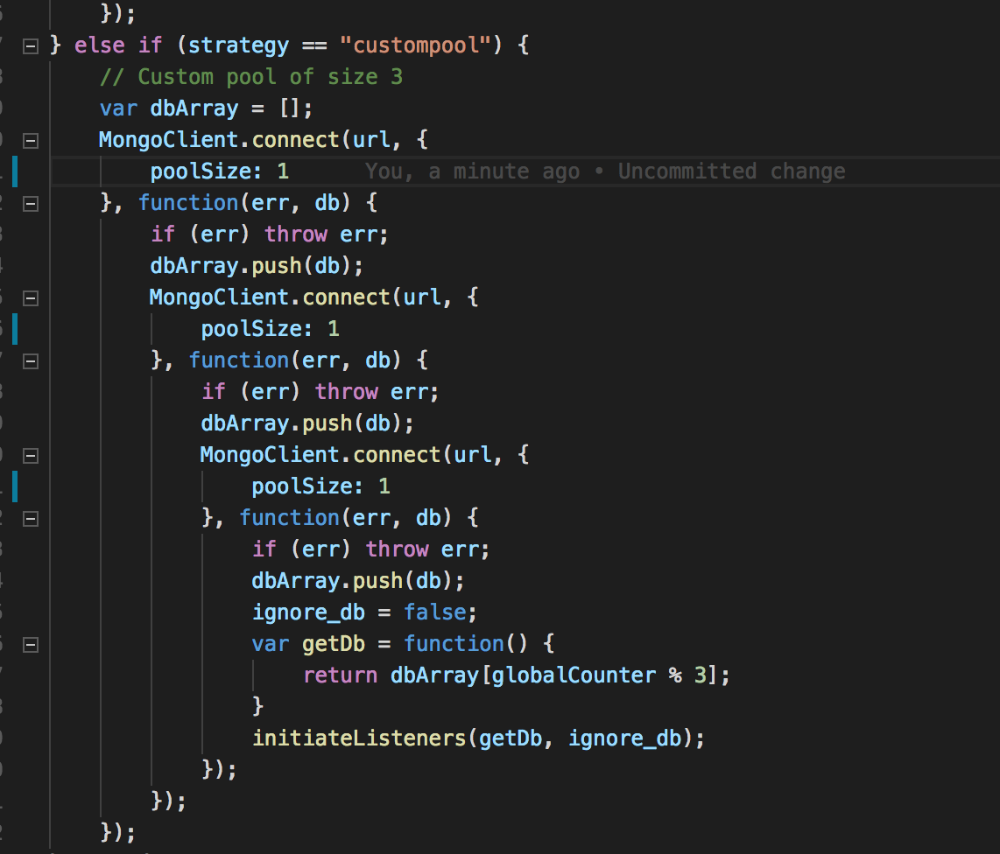 });
} else if (strategy == "custompool") {
// Custom pool of size 3
var dbArray = [];
MongoClient.connect(url, {
poolSize: 1 You, a minute ago • Uncommitted change
}, function(err, db) {
if (err) throw err;
dbArray.push(db);
MongoClient.connect(url, {
poolSize: 1
}, function(err, db) {
if (err) throw err;
dbArray.push(db);
MongoClient.connect(url, {
poolSize: 1
}, function(err, db) {
if (err) throw err;
dbArray.push(db);
ignore_db = false;
var getDb = function() {
return dbArray[globalCounter % 3];
}
initiateListeners(getDb, ignore_db);
});
});
});